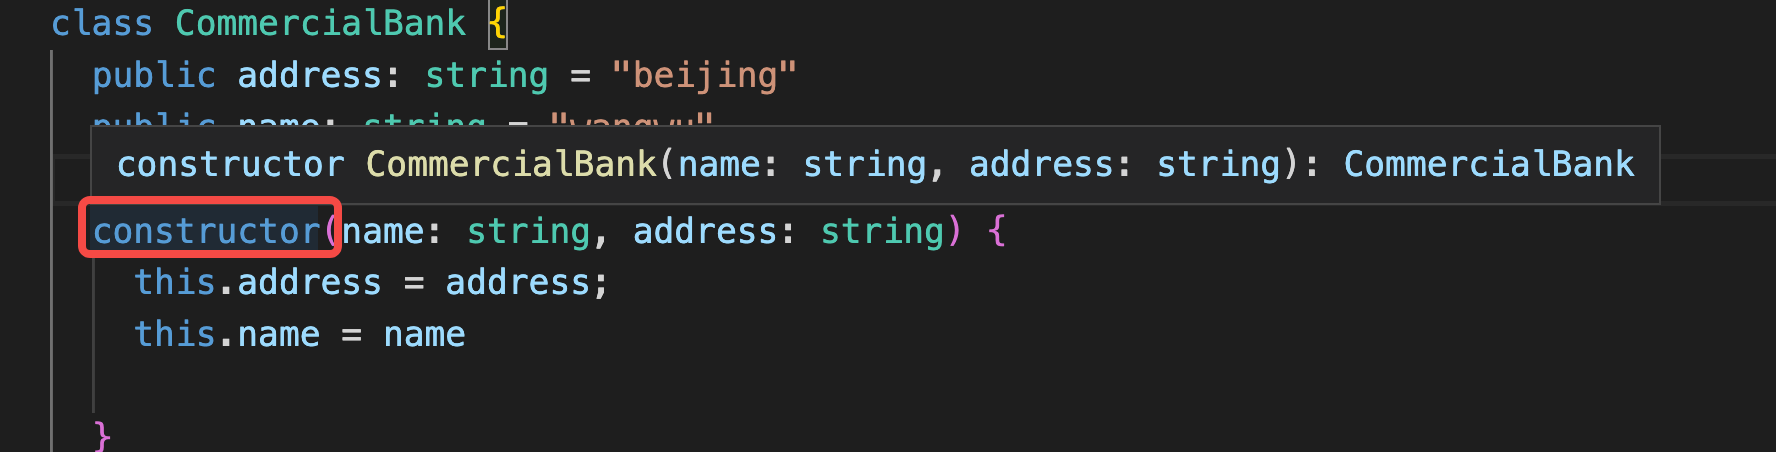 class CommercialBank {
public address: string = "beijing"
public name: string = "wangwu"
constructor CommercialBank(name: string, address: string): CommercialBank
constructor(name: string, address: string) {
this.address = address;
this.name = name
}